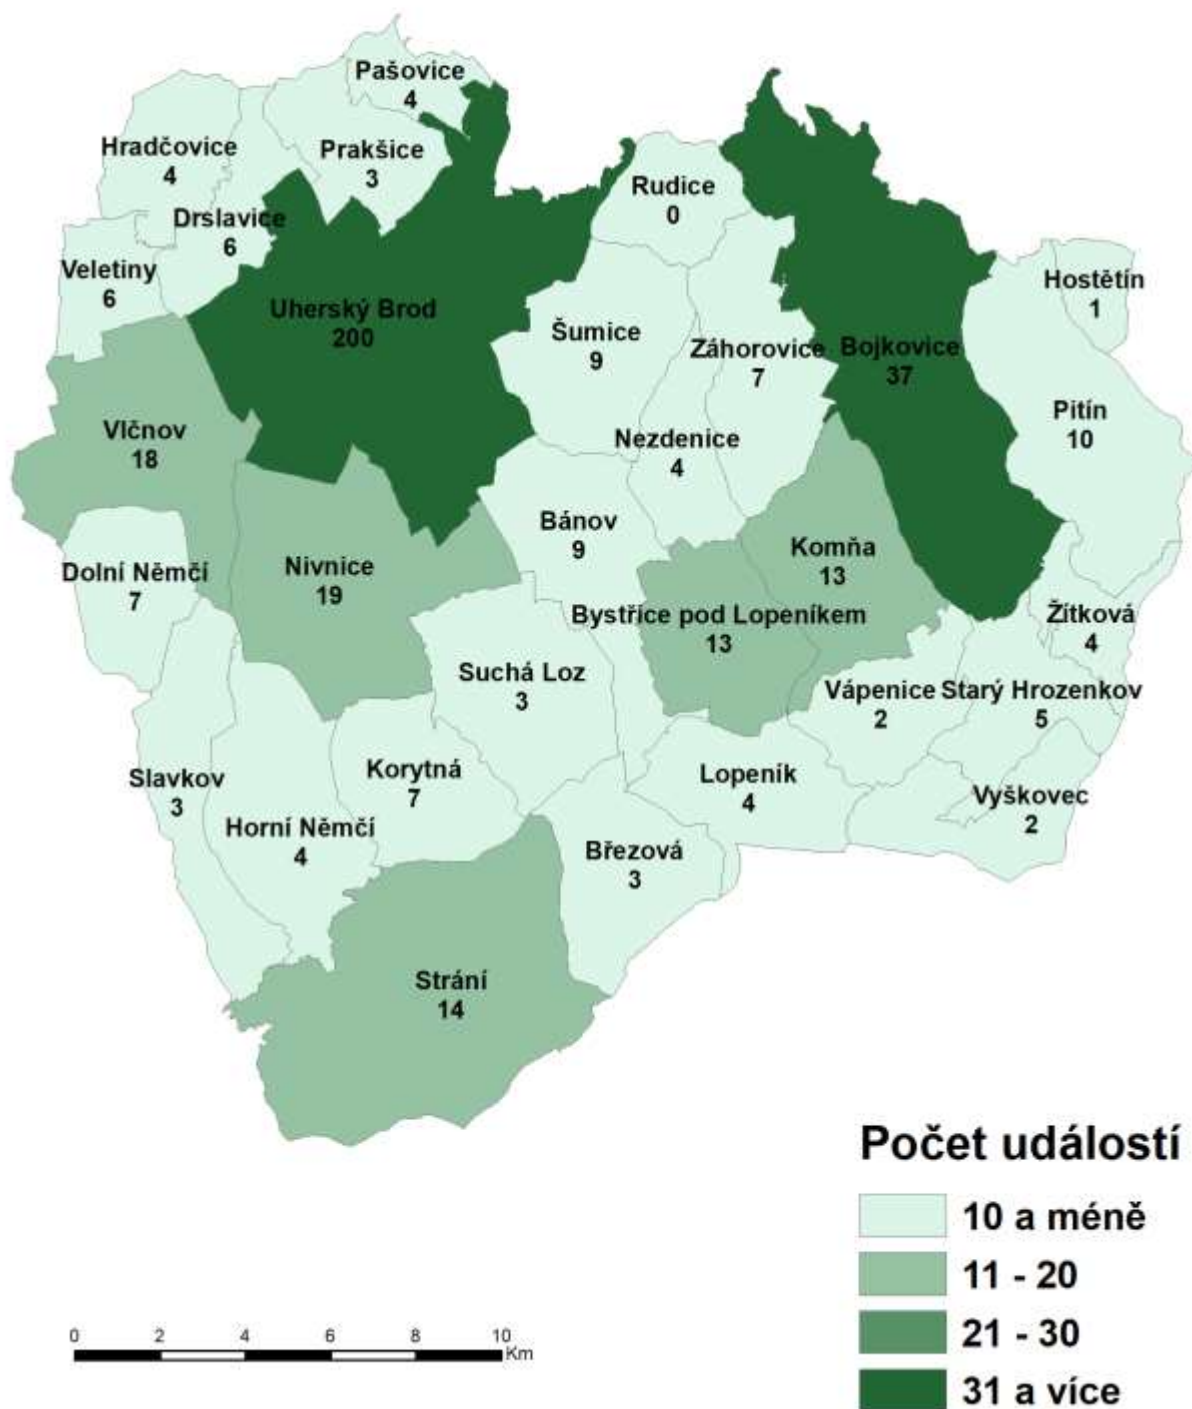 Pašovice
4
Hradčovice
4
Prakšice
3
Rudice
0
Drslavice
6
Veletiny
6
Hostětín
1
Uherský Brod
200
Šumice
9
Záhorovice
7
Bojkovice
37
Pitín
10
Vlčnov
18
Nezdenice
4
Bánov
9
Komňa
13
Dolní Němčí
7
Nivnice
19
Bystřice pod Lopeníkem
13
Žítková
4
Suchá Loz
3
Vápenice
2
Starý Hrozenkov
5
Slavkov
3
Korytná
7
Lopeník
4
Vyškovec
2
Horní Němčí
4
Březová
3
Strání
14
Počet událostí
10 a méně
11 - 20
21 - 30
31 a více
0 2 4 6 8 10
Km